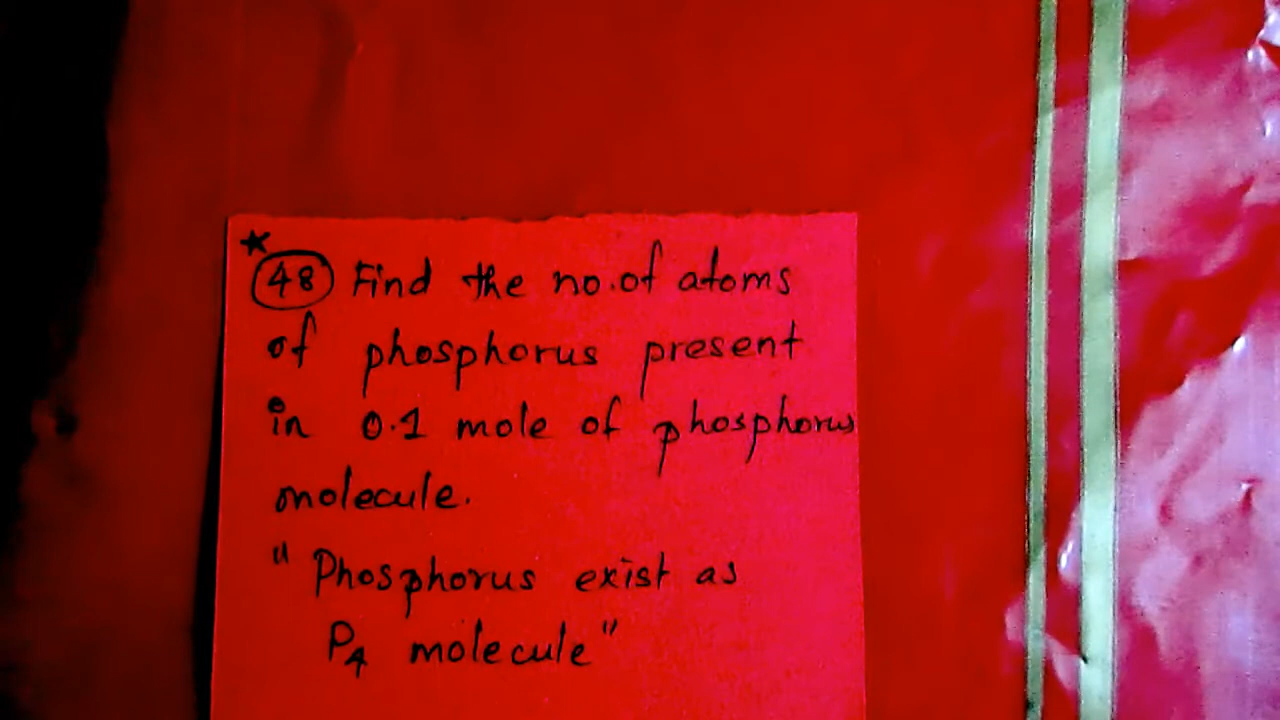 ★
48 Find the no. of atoms
of phosphorus present
in 0.1 mole of phosphorus
molecule.
" Phosphorus exist as
P₄ molecule"